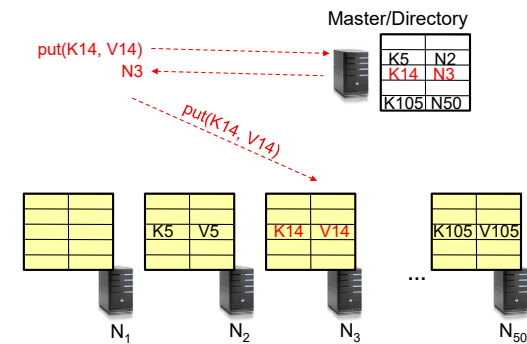 Master/Directory
put(K14, V14)
N3
K5 N2
K14 N3
K105 N50
put(K14, V14)
K5 V5
K14 V14
K105 V105
...
N1
N2
N3
N50